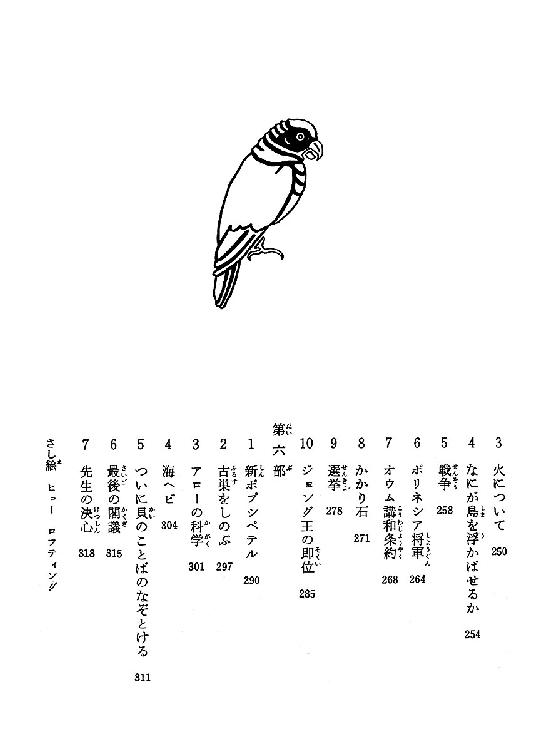 3 火について 250
4 なにが島を浮かばせるか 254
5 戦争 258
6 ポリネシア将軍 264
7 オウム講和条約 268
8 かかり石 271
9 選挙 278
10 ジョング王の即位 285
第六部
1 新ポプシペテル 290
2 古巣をしのぶ 297
3 アローの科学 301
4 海ヘビ 304
5 ついに貝のことばのなぞとける 311
6 最後の閣議 315
7 先生の決心 318
さし絵 ヒュー ロフティング